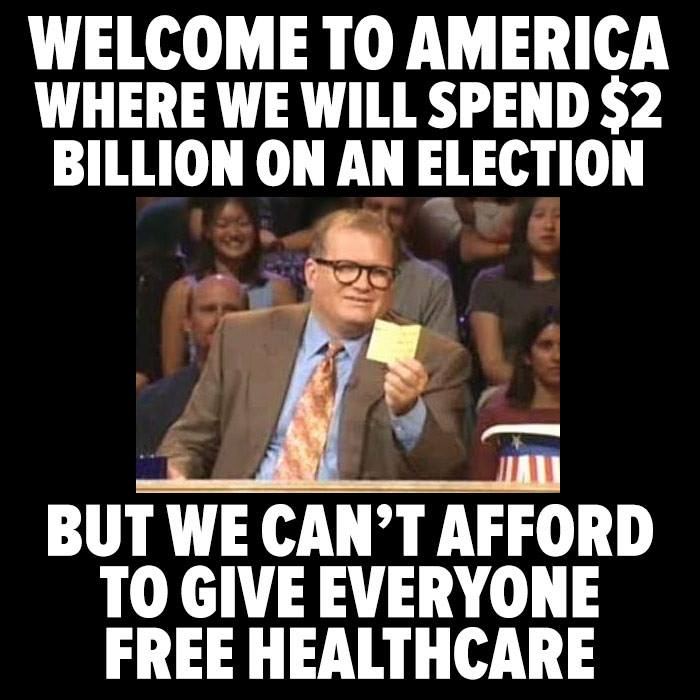 WELCOME TO AMERICA
WHERE WE WILL SPEND $2
BILLION ON AN ELECTION
BUT WE CAN’T AFFORD
TO GIVE EVERYONE
FREE HEALTHCARE